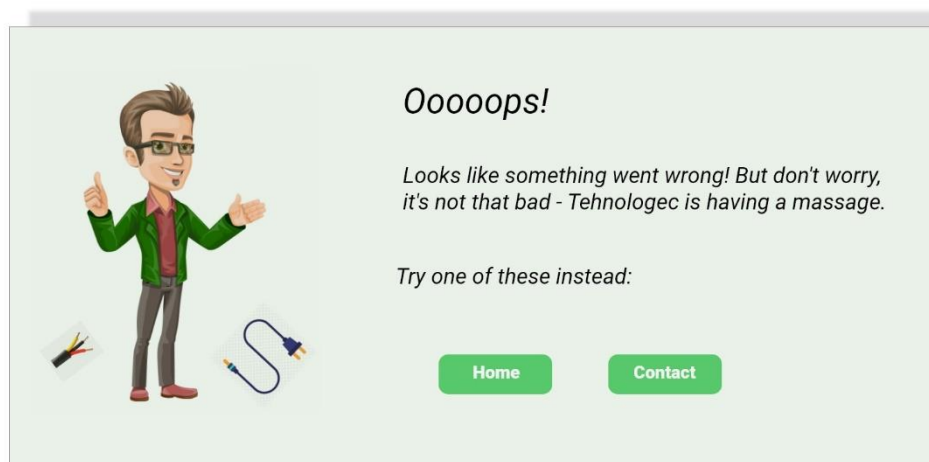 Ooooops!
Looks like something went wrong! But don't worry,
it's not that bad - Tehnologec is having a massage.
Try one of these instead:
Home
Contact